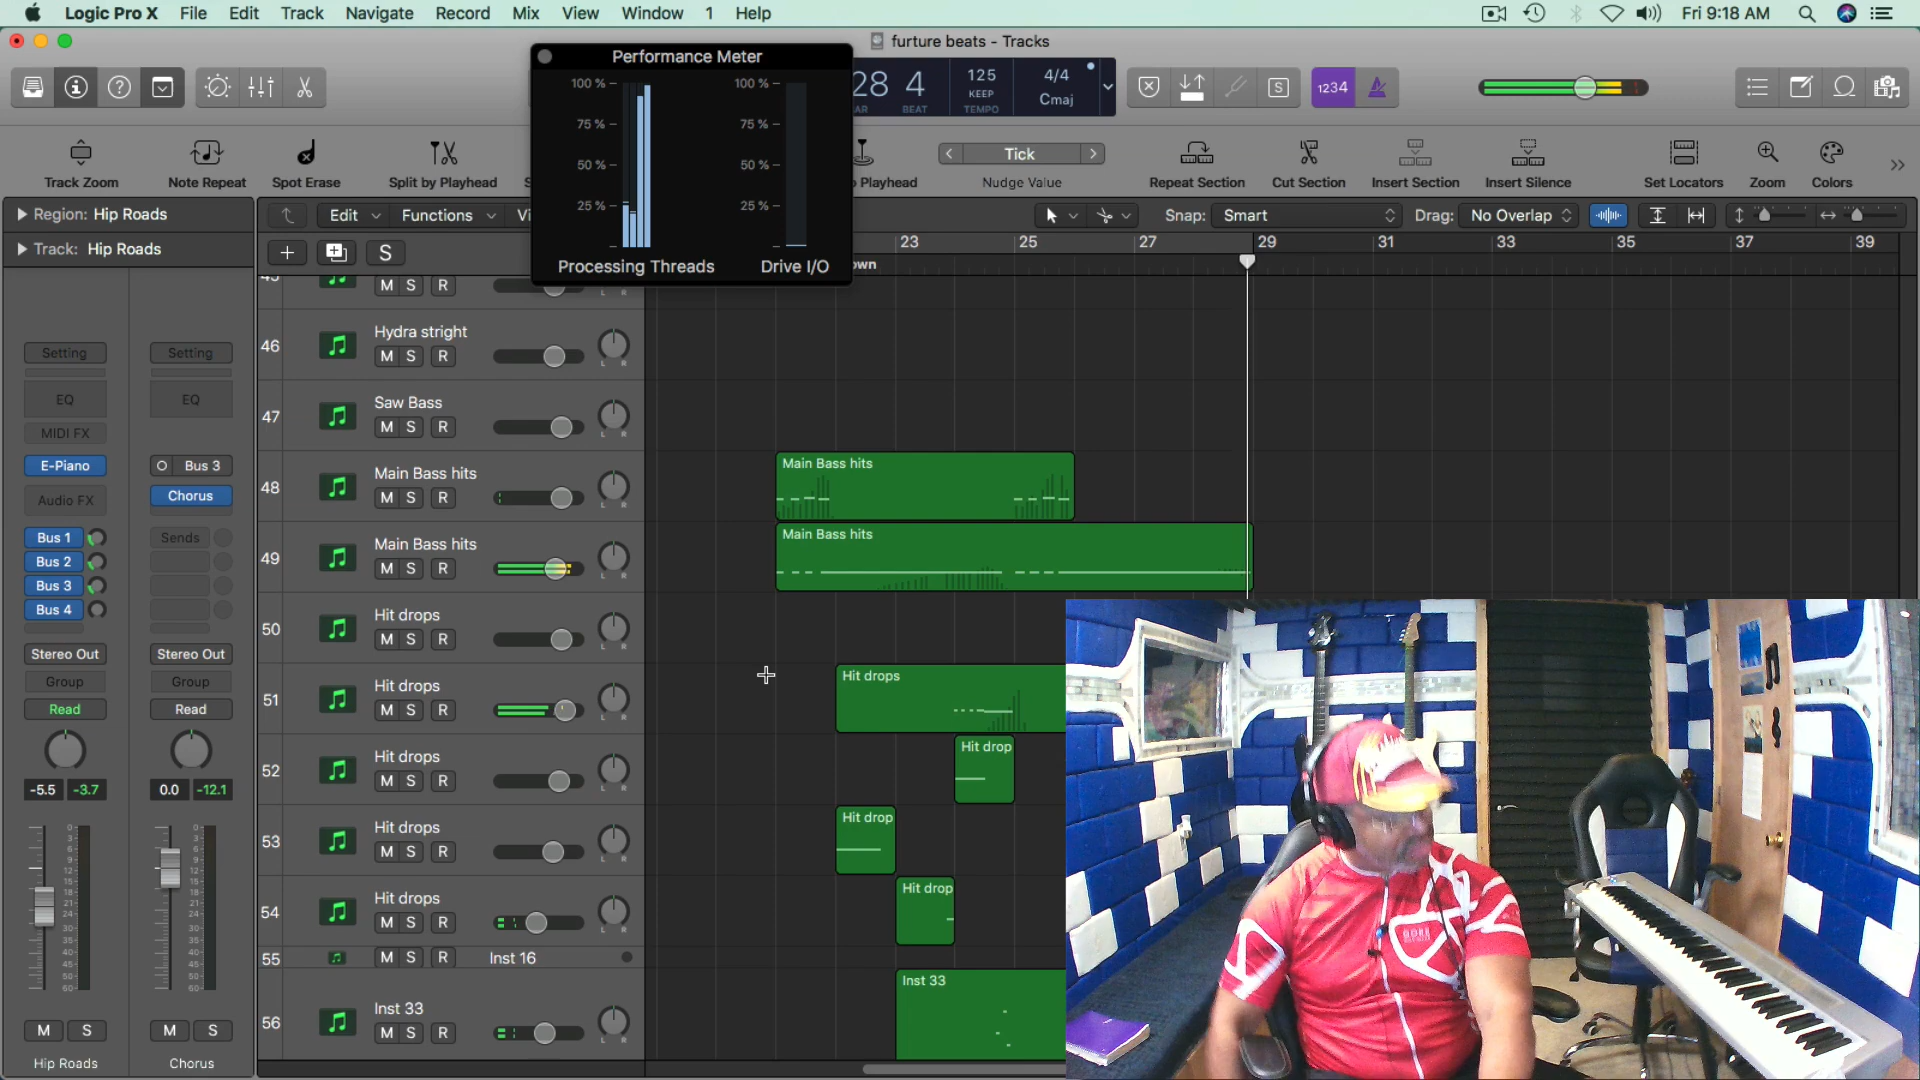 Logic Pro X File Edit Track Navigate Record Mix View Window 1 Help Fri 9:18 AM
furture beats - Tracks
Performance Meter
100 % 100 %
75 % 75 %
50 % 50 %
25 % 25 %
Processing Threads Drive I/O
28 4 125 4/4
KEEP Cmaj
BEAT TEMPO
S 1234
Tick
Track Zoom Note Repeat Spot Erase Split by Playhead Playhead Nudge Value Repeat Section Cut Section Insert Section Insert Silence Set Locators Zoom Colors
Region: Hip Roads
Edit Functions Snap: Smart Drag: No Overlap
Track: Hip Roads
S
23 25 27 29 31 33 35 37 39
own
Setting Setting
EQ EQ
MIDI FX
E-Piano Bus 3
Audio FX Chorus
Bus 1 Sends
Bus 2
Bus 3
Bus 4
Stereo Out Stereo Out
Group Group
Read Read
-5.5 -3.7 0.0 -12.1
M S M S
Hip Roads Chorus
M S R L R
46 Hydra stright
M S R L R
47 Saw Bass
M S R L R
48 Main Bass hits
M S R L R
Main Bass hits
49 Main Bass hits
M S R L R
Main Bass hits
50 Hit drops
M S R L R
51 Hit drops
M S R L R
Hit drops
52 Hit drops
M S R L R
Hit drop
53 Hit drops
M S R L R
Hit drop
54 Hit drops
M S R L R
Hit drop
55 M S R Inst 16
56 Inst 33
M S R L R
Inst 33